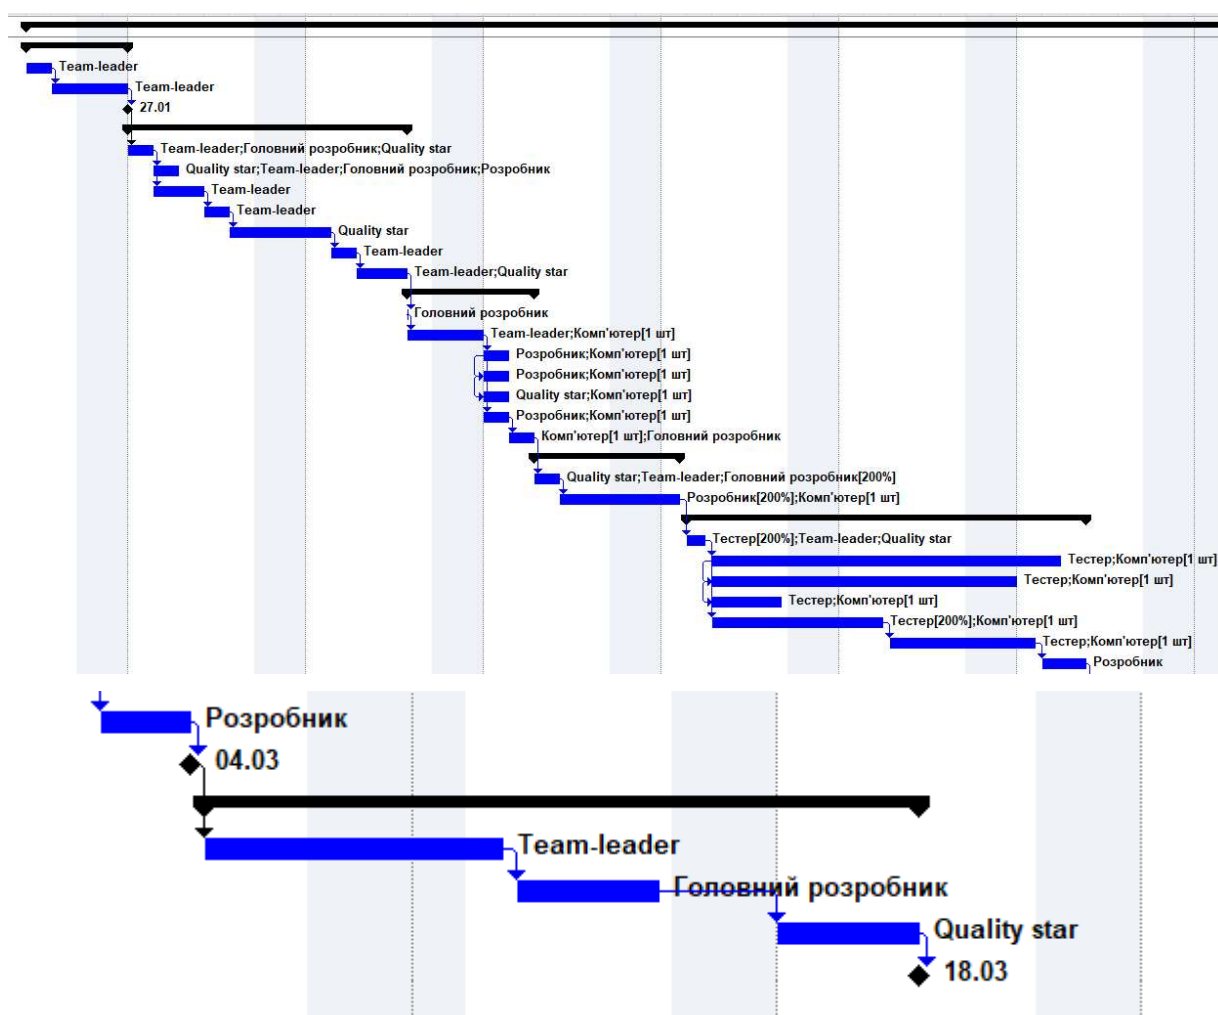 Team-leader
Team-leader
27.01
Team-leader;Головний розробник;Quality star
Quality star;Team-leader;Головний розробник;Розробник
Team-leader
Team-leader
Quality star
Team-leader
Team-leader;Quality star
Головний розробник
Team-leader;Комп'ютер[1 шт]
Розробник;Комп'ютер[1 шт]
Розробник;Комп'ютер[1 шт]
Quality star;Комп'ютер[1 шт]
Розробник;Комп'ютер[1 шт]
Комп'ютер[1 шт];Головний розробник
Quality star;Team-leader;Головний розробник[200%]
Розробник[200%];Комп'ютер[1 шт]
Тестер[200%];Team-leader;Quality star
Тестер;Комп'ютер[1 шт]
Тестер;Комп'ютер[1 шт]
Тестер;Комп'ютер[1 шт]
Тестер[200%];Комп'ютер[1 шт]
Тестер;Комп'ютер[1 шт]
Розробник
Розробник
04.03
Team-leader
Головний розробник
Quality star
18.03